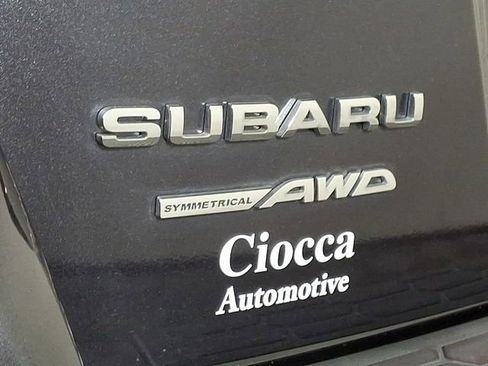 SUBARU
SYMMETRICAL AWD
Ciocca
Automotive